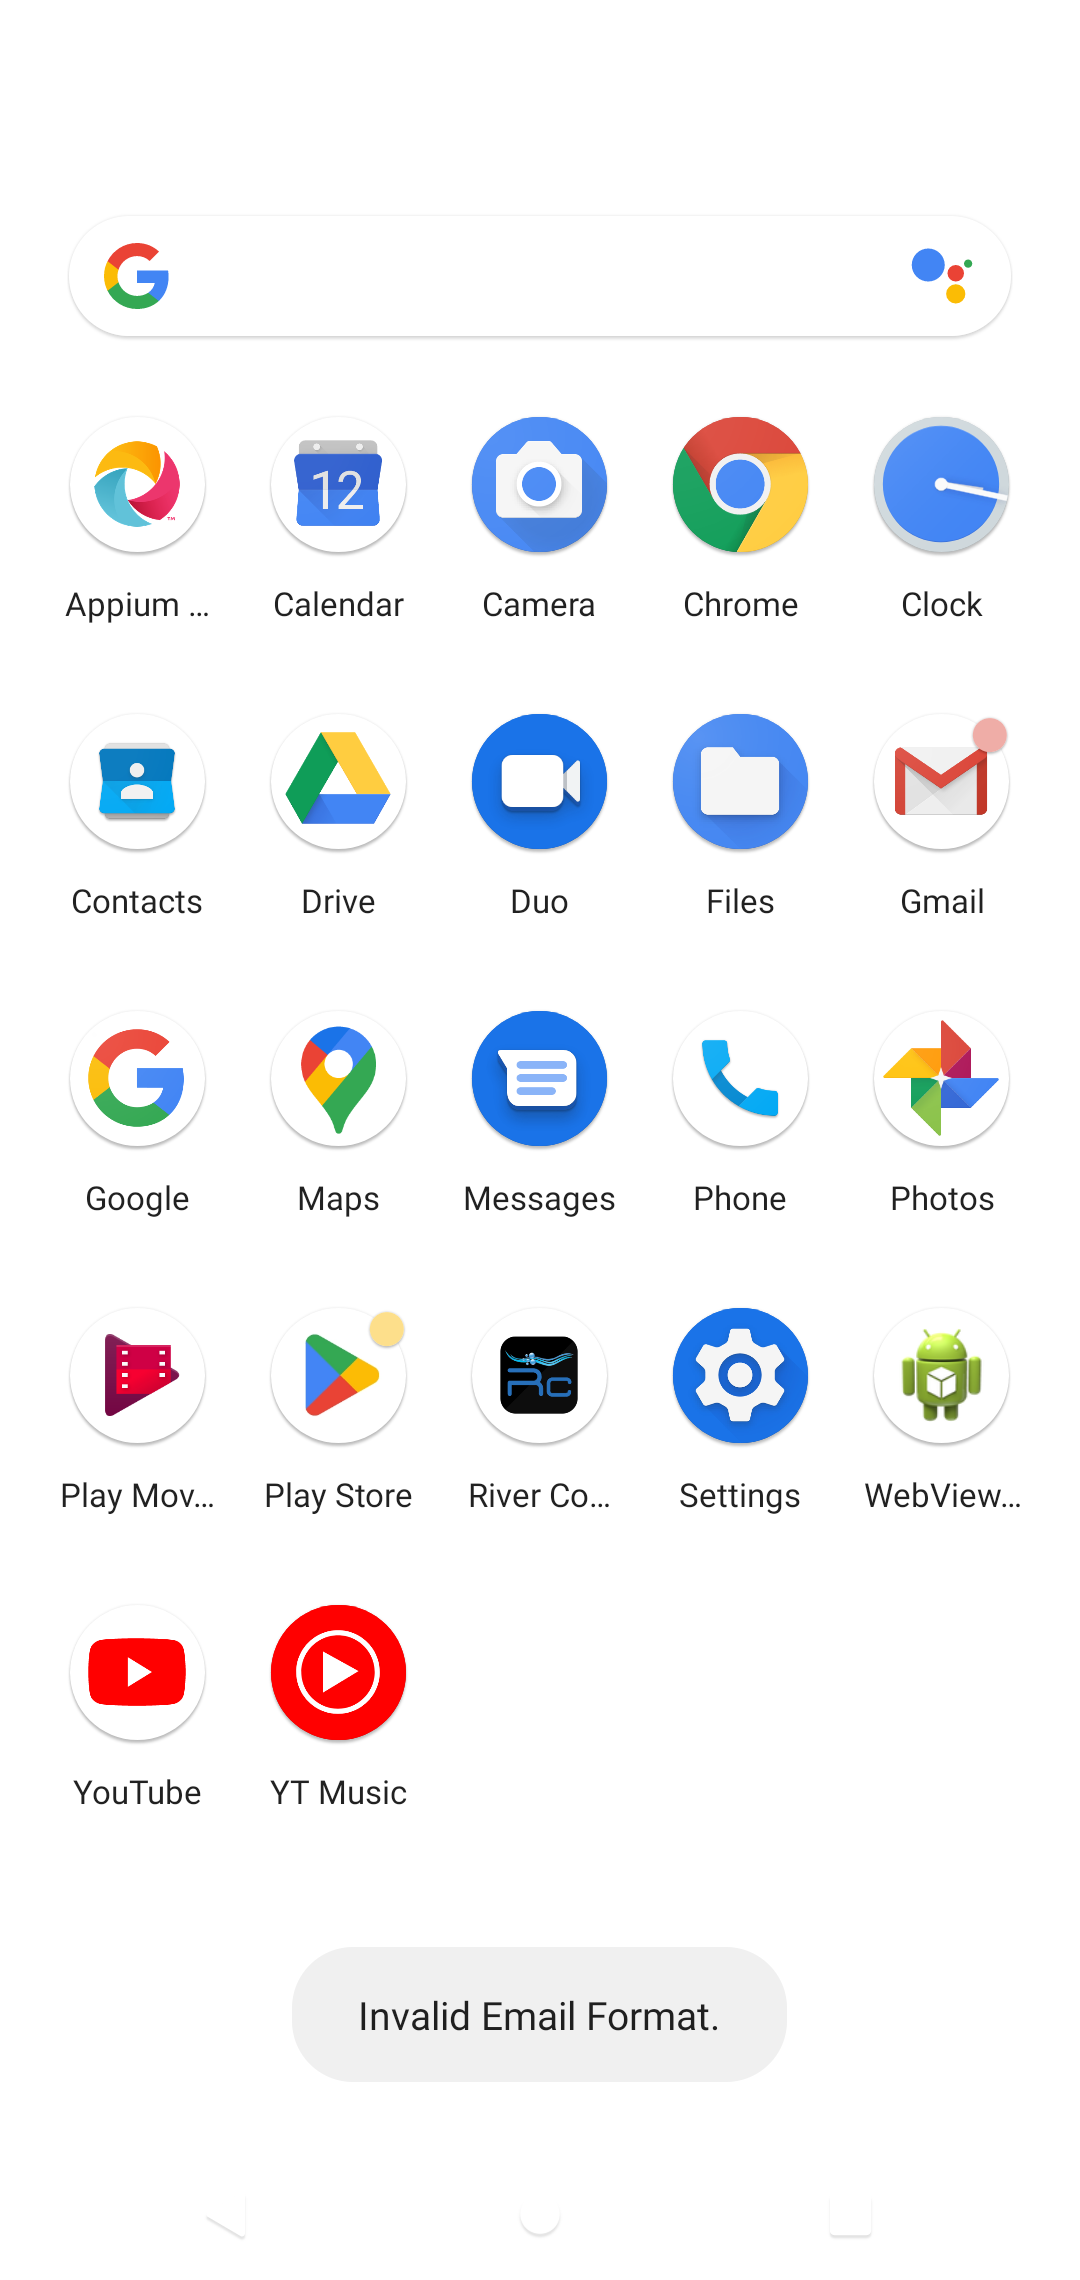 12
Appium ...
Calendar
Camera
Chrome
Clock
Contacts
Drive
Duo
Files
Gmail
Google
Maps
Messages
Phone
Photos
Play Mov...
Play Store
Rc
River Co...
Settings
WebView...
YouTube
YT Music
Invalid Email Format.